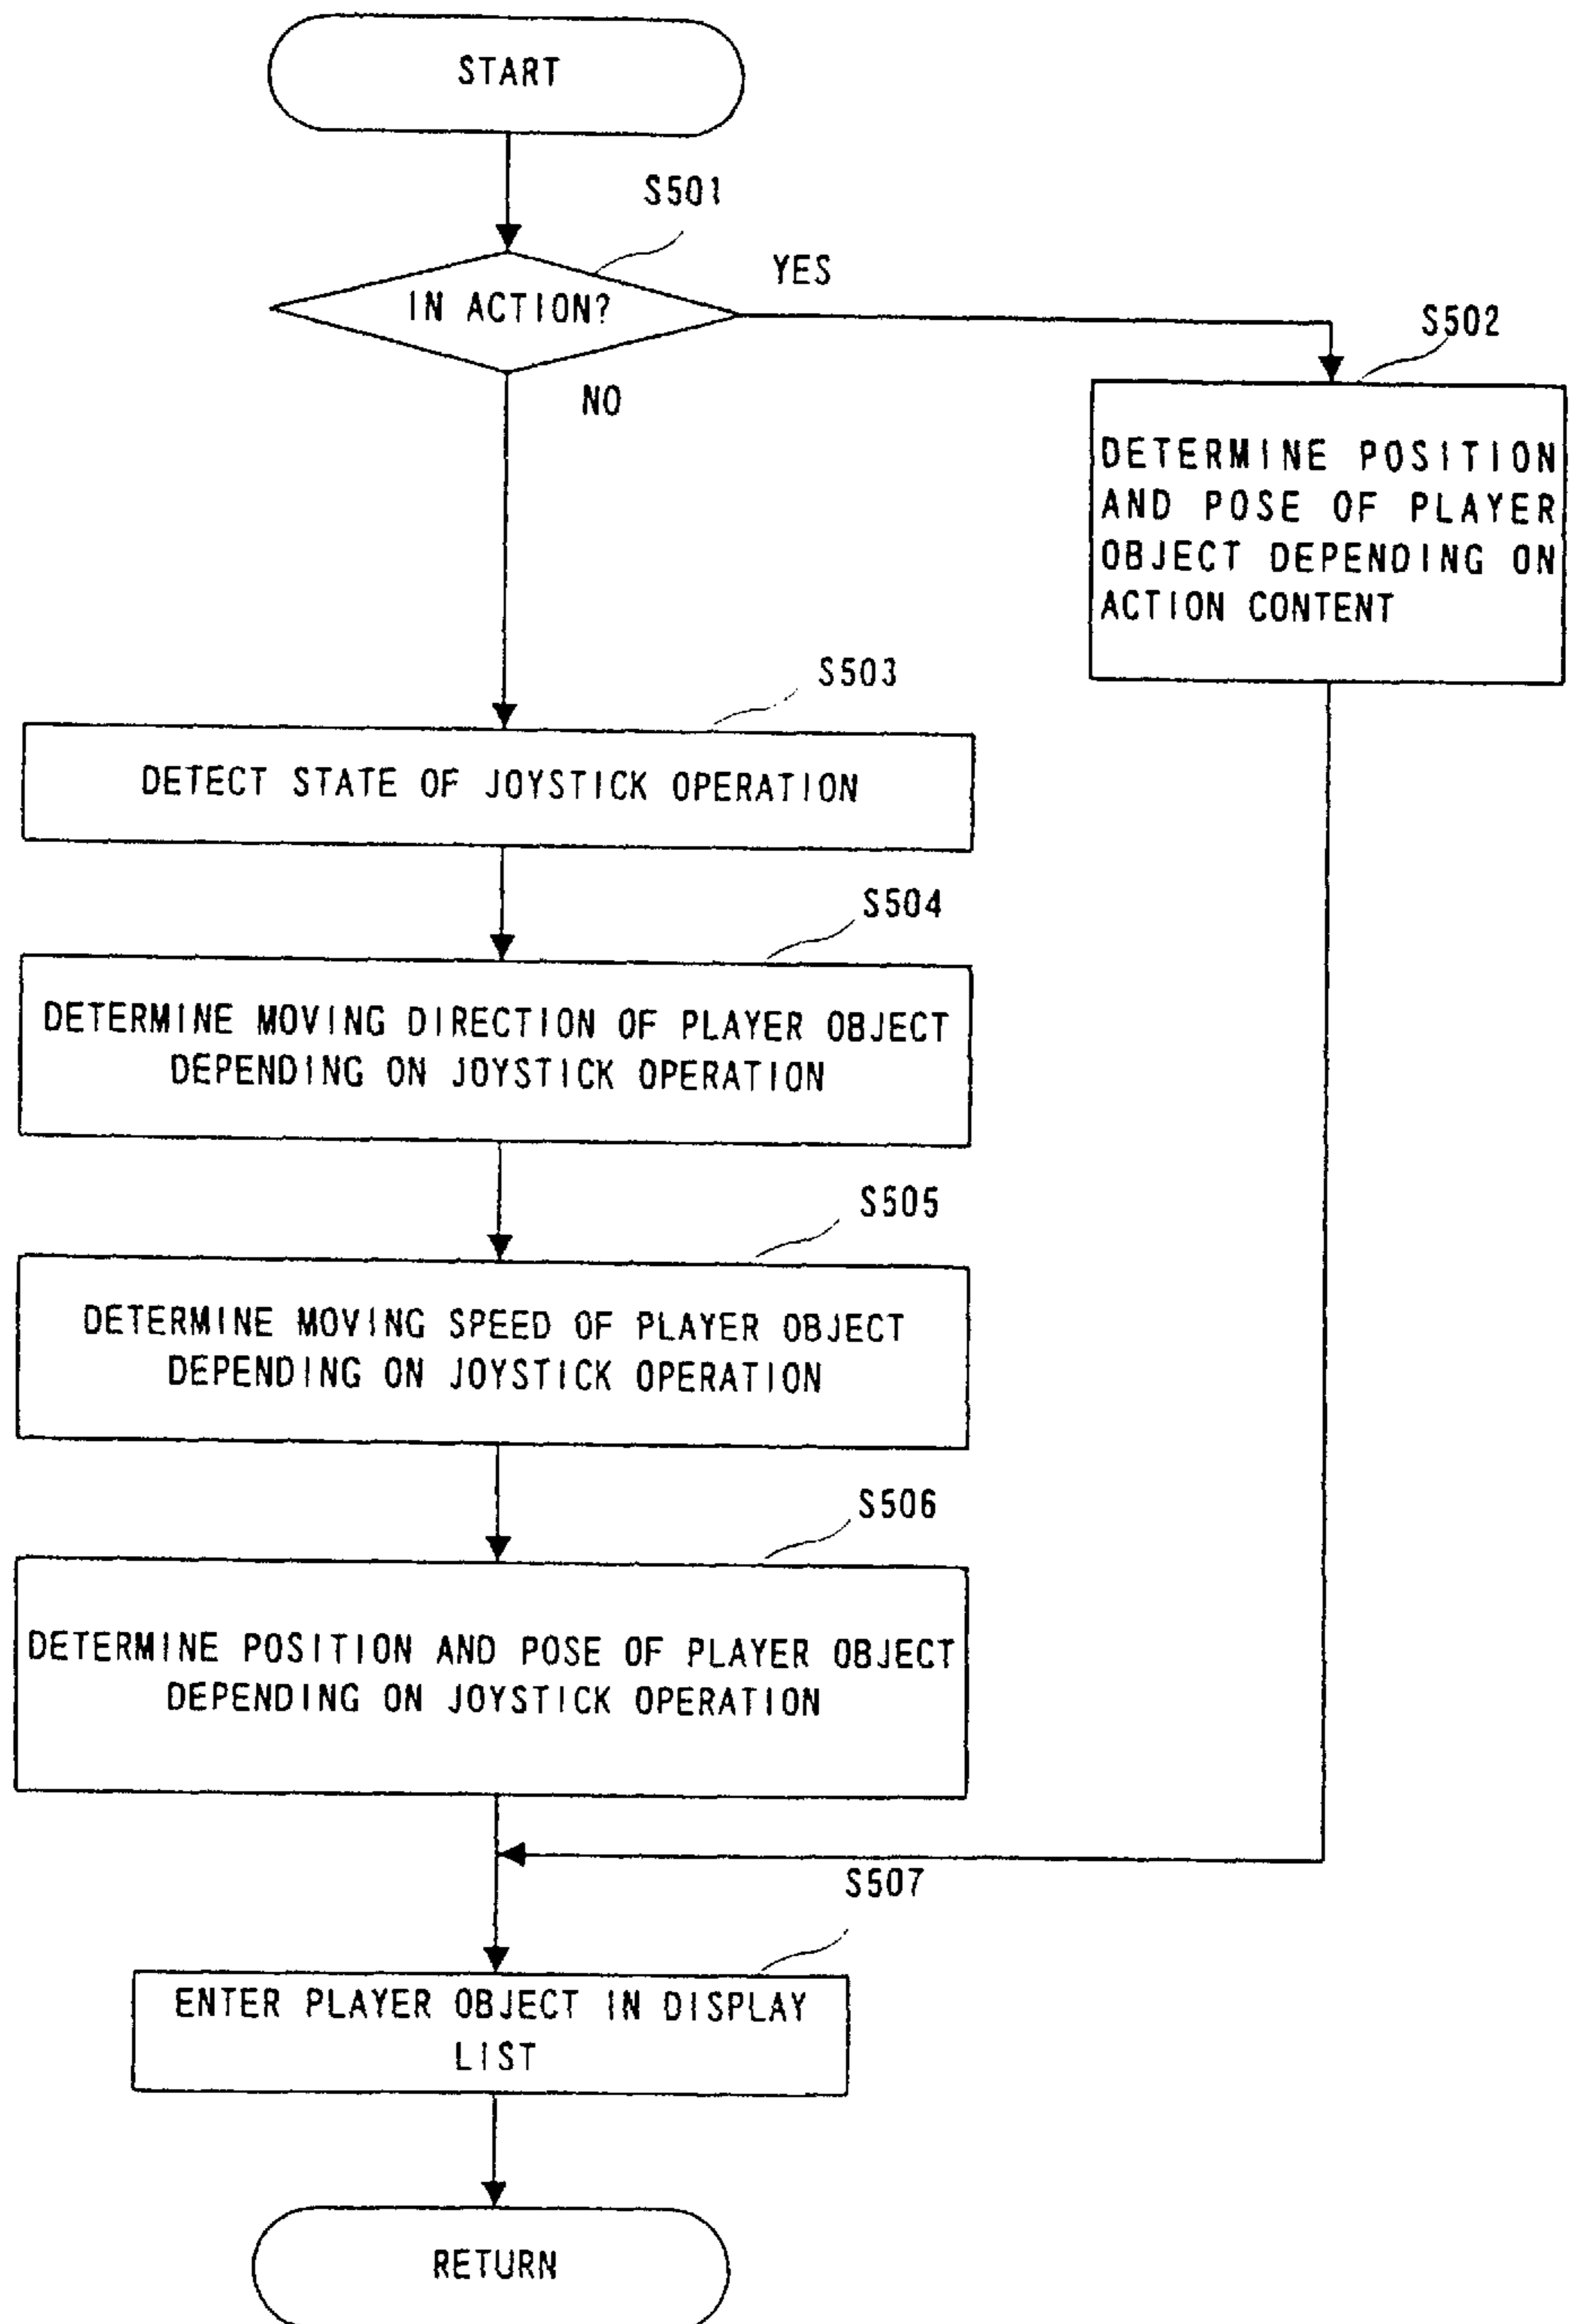 START
S501
IN ACTION?
YES
NO
S502
DETERMINE POSITION
AND POSE OF PLAYER
OBJECT DEPENDING ON
ACTION CONTENT
S503
DETECT STATE OF JOYSTICK OPERATION
S504
DETERMINE MOVING DIRECTION OF PLAYER OBJECT
DEPENDING ON JOYSTICK OPERATION
S505
DETERMINE MOVING SPEED OF PLAYER OBJECT
DEPENDING ON JOYSTICK OPERATION
S506
DETERMINE POSITION AND POSE OF PLAYER OBJECT
DEPENDING ON JOYSTICK OPERATION
S507
ENTER PLAYER OBJECT IN DISPLAY
LIST
RETURN